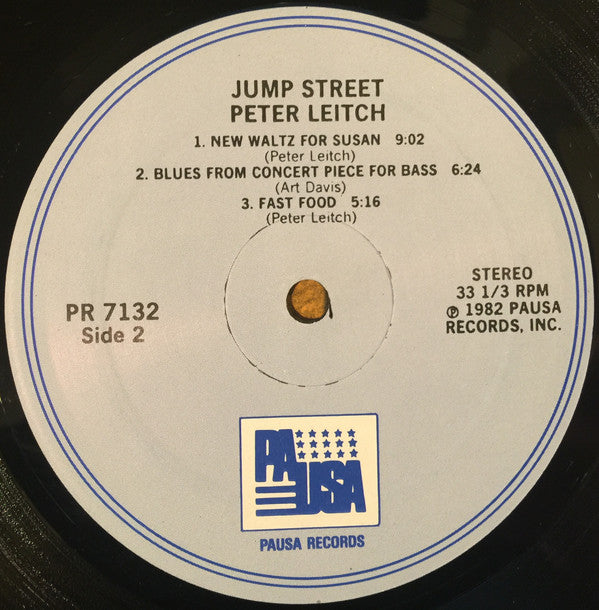 JUMP STREET
PETER LEITCH
1. NEW WALTZ FOR SUSAN 9:02
(Peter Leitch)
2. BLUES FROM CONCERT PIECE FOR BASS 6:24
(Art Davis)
3. FAST FOOD 5:16
(Peter Leitch)
PR 7132
Side 2
STEREO
33 1/3 RPM
℗ 1982 PAUSA
RECORDS, INC.
PAUSA
PAUSA RECORDS